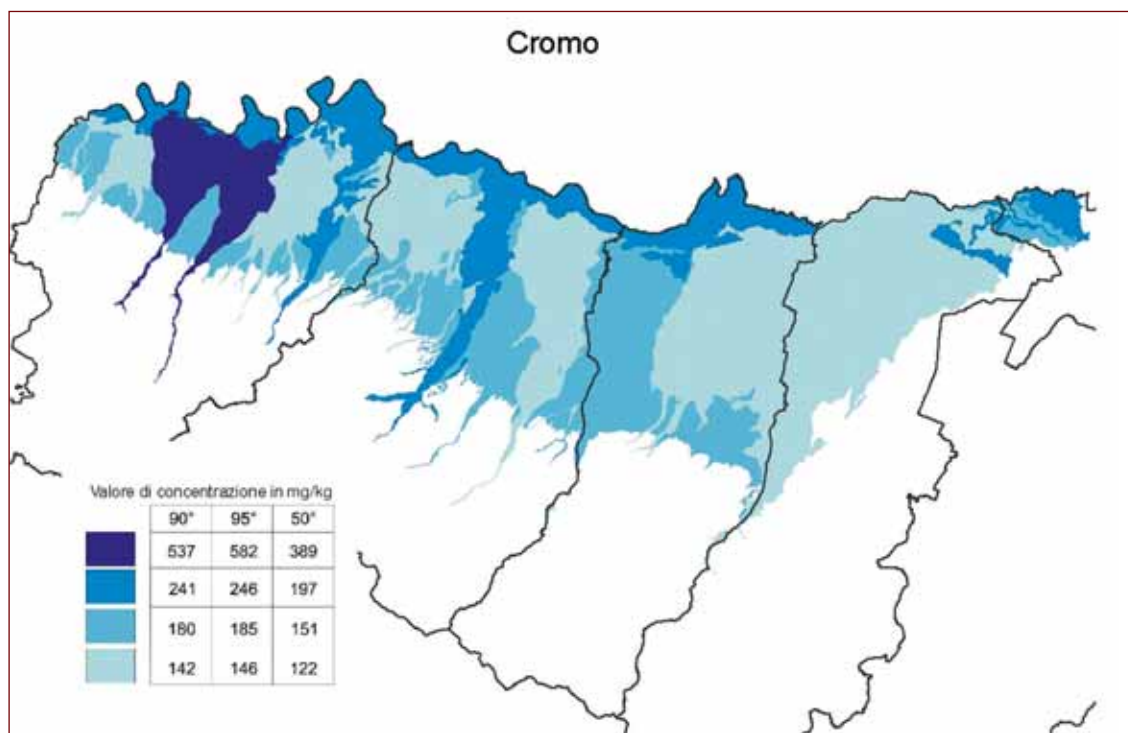 Cromo
Valore di concentrazione in mg/kg
90° 95° 50°
537 582 389
241 246 197
180 185 151
142 146 122